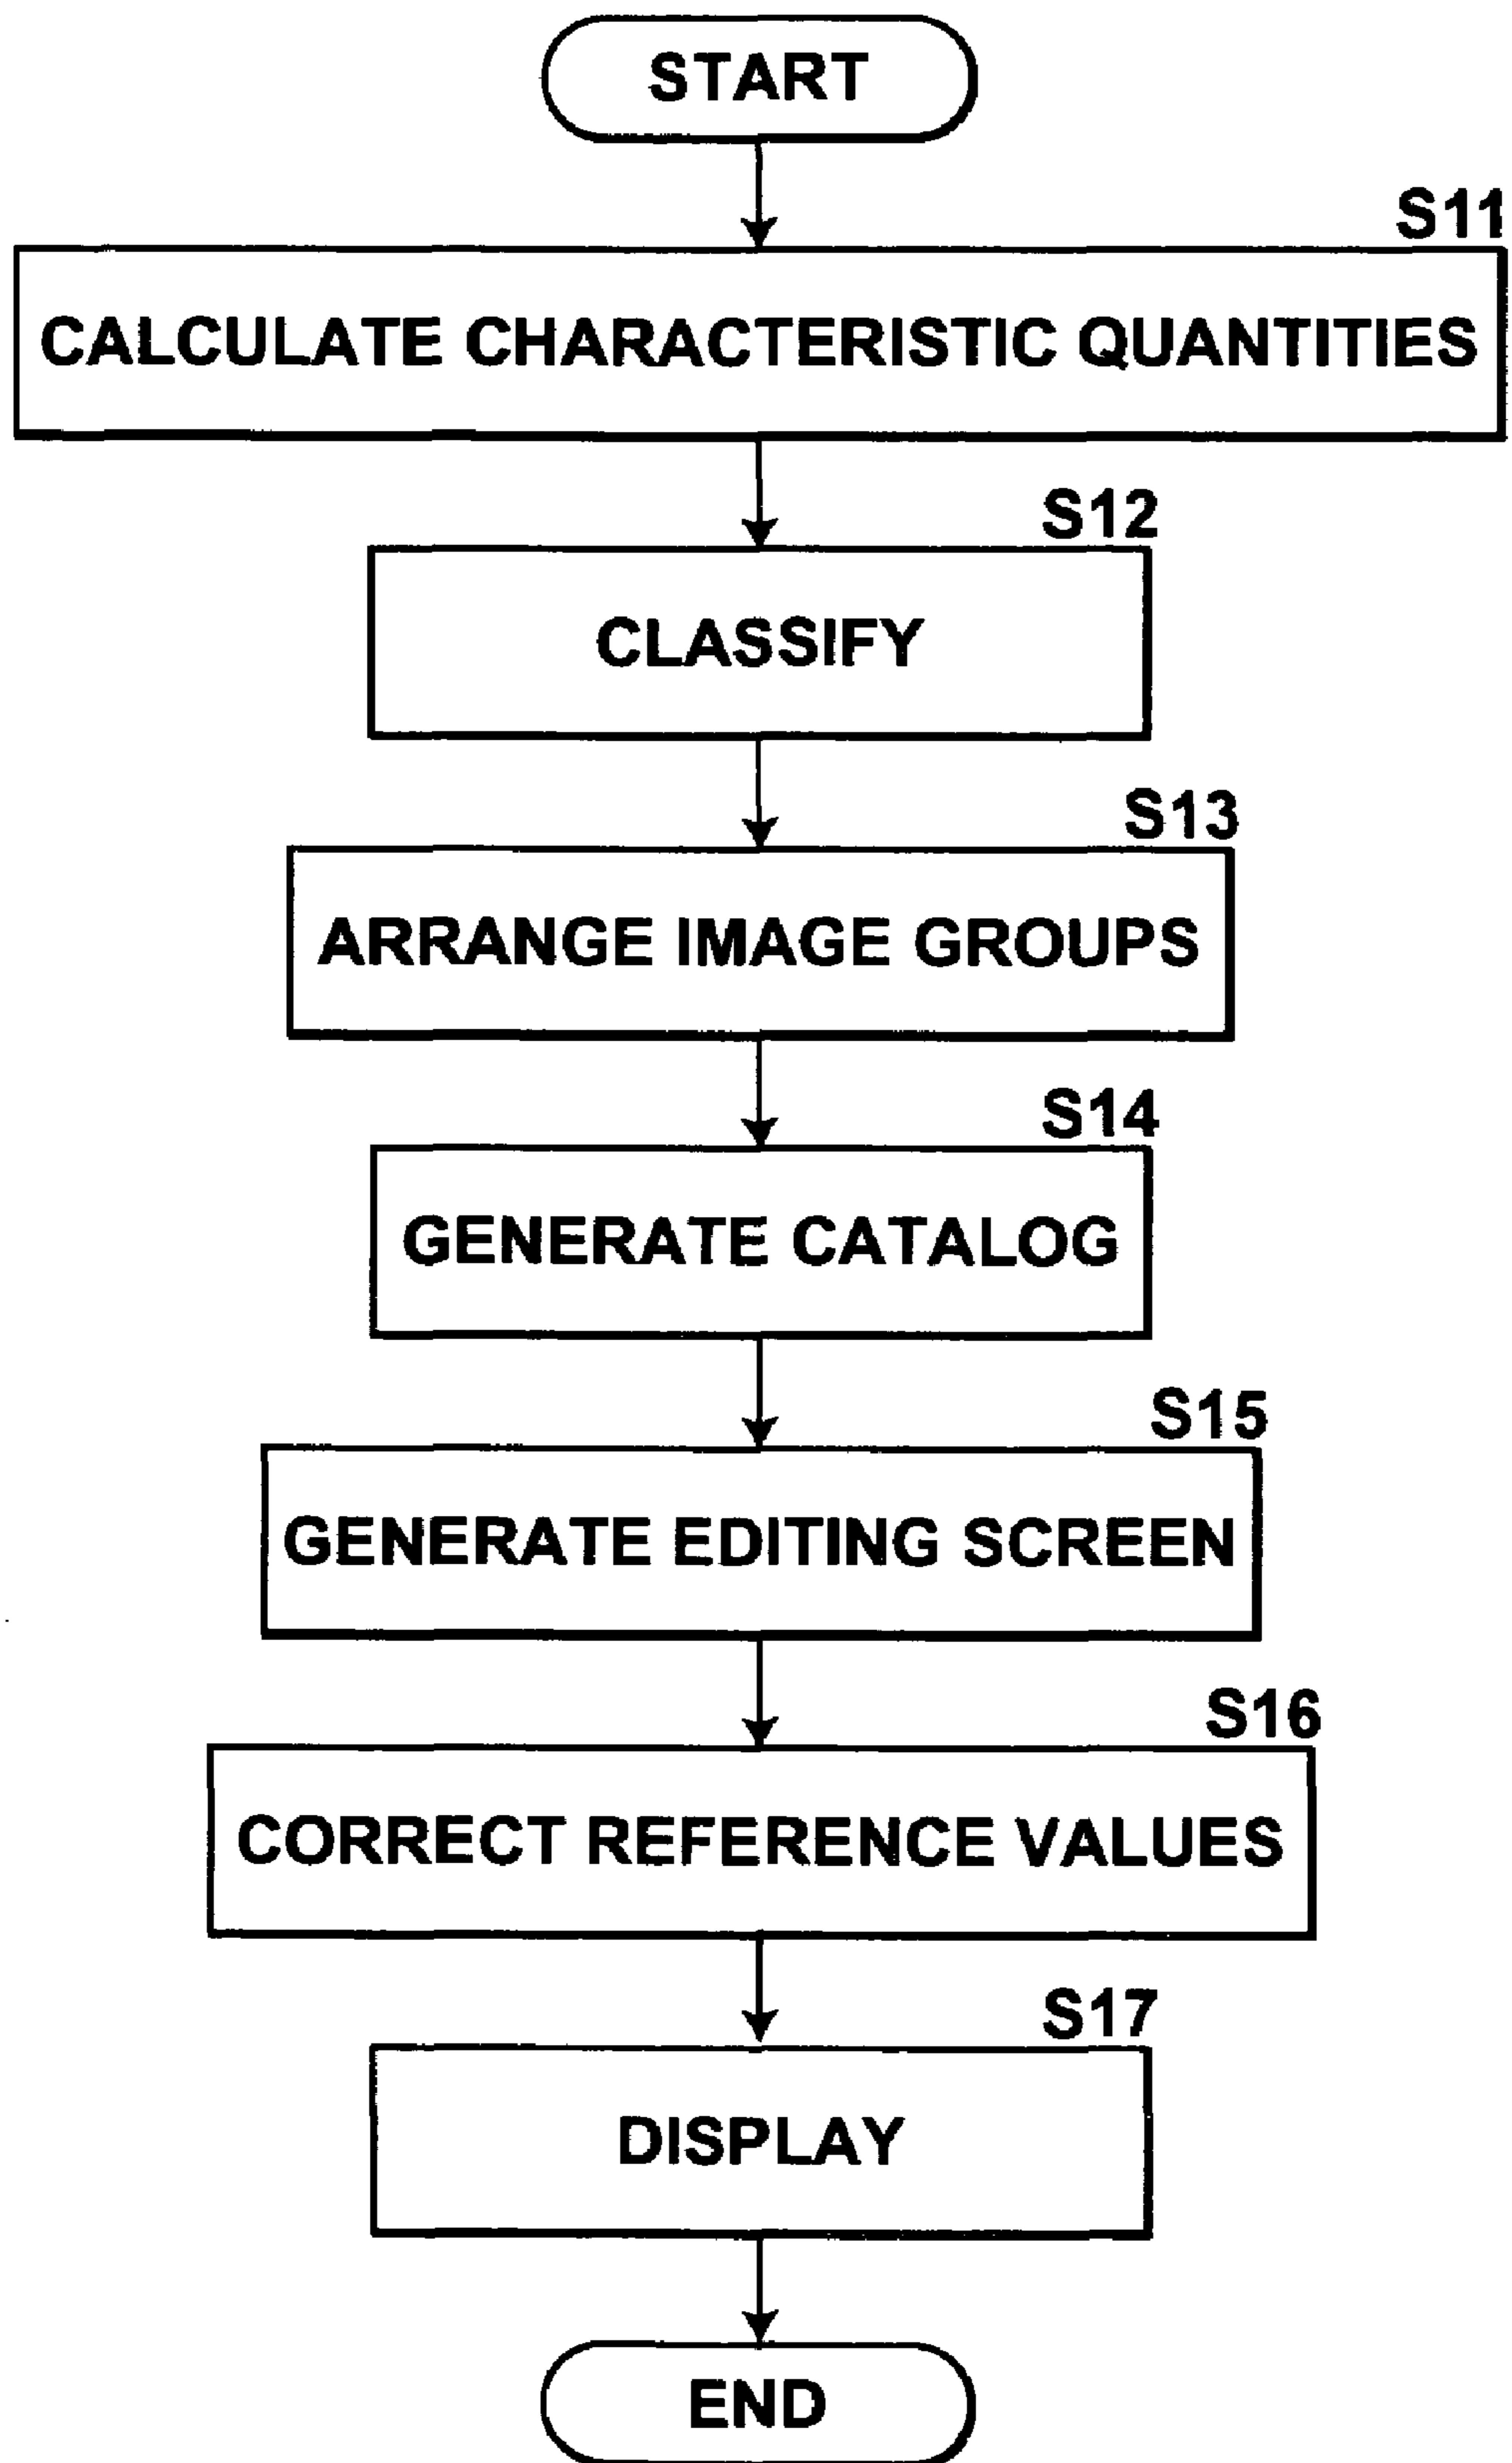 START
S11
CALCULATE CHARACTERISTIC QUANTITIES
S12
CLASSIFY
S13
ARRANGE IMAGE GROUPS
S14
GENERATE CATALOG
S15
GENERATE EDITING SCREEN
S16
CORRECT REFERENCE VALUES
S17
DISPLAY
END